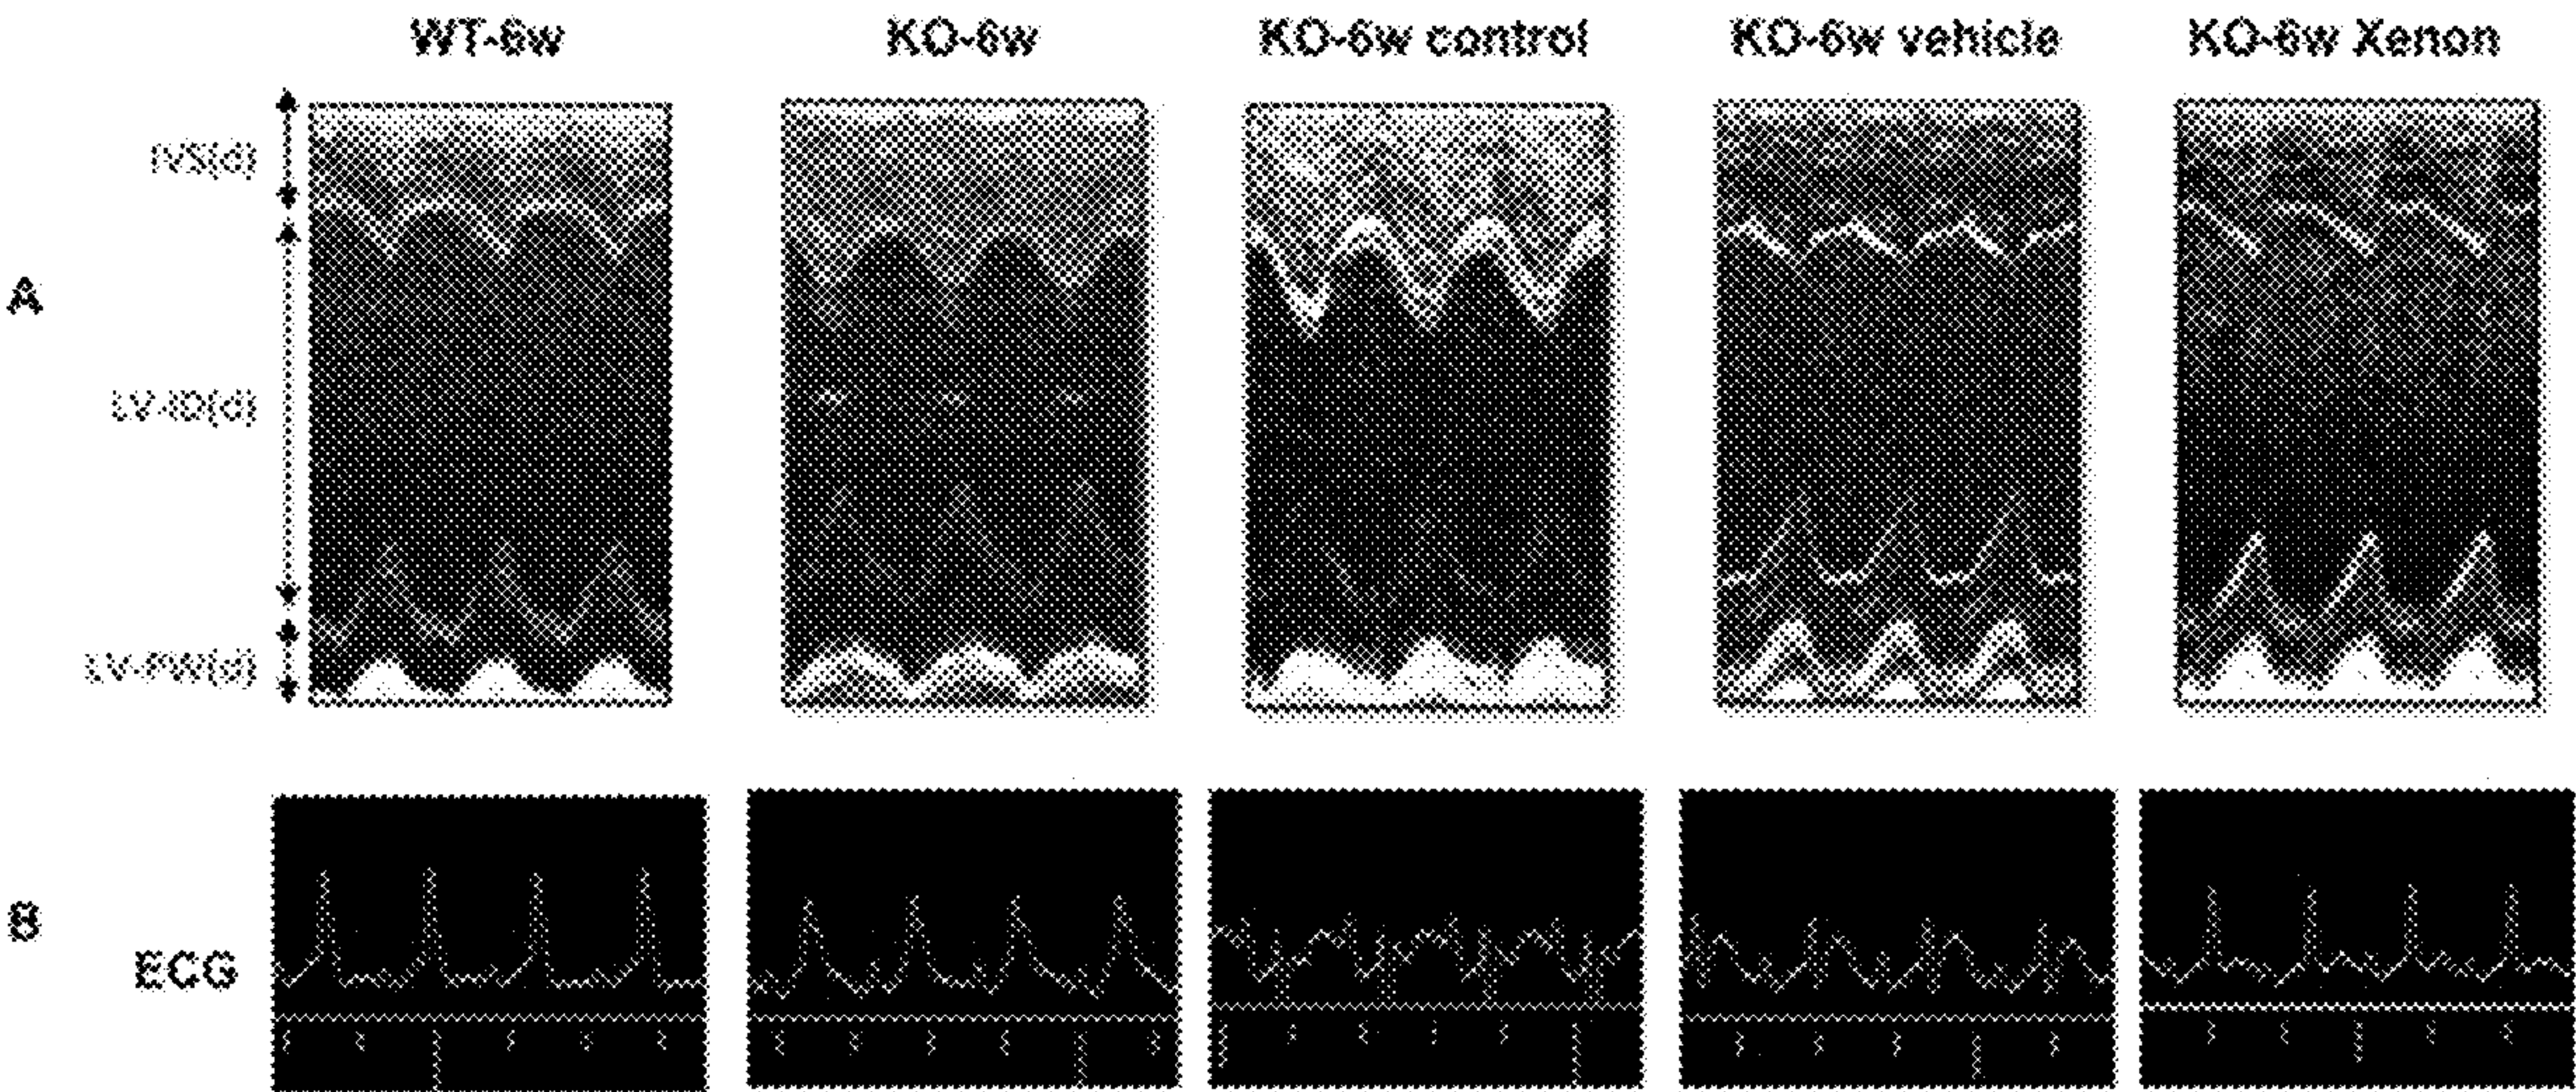 WT-6w KO-6w KO-6w control KO-6w vehicle KO-6w Xenon
IVS(d)
A
LV-ID(d)
LV-PW(d)
B
ECG